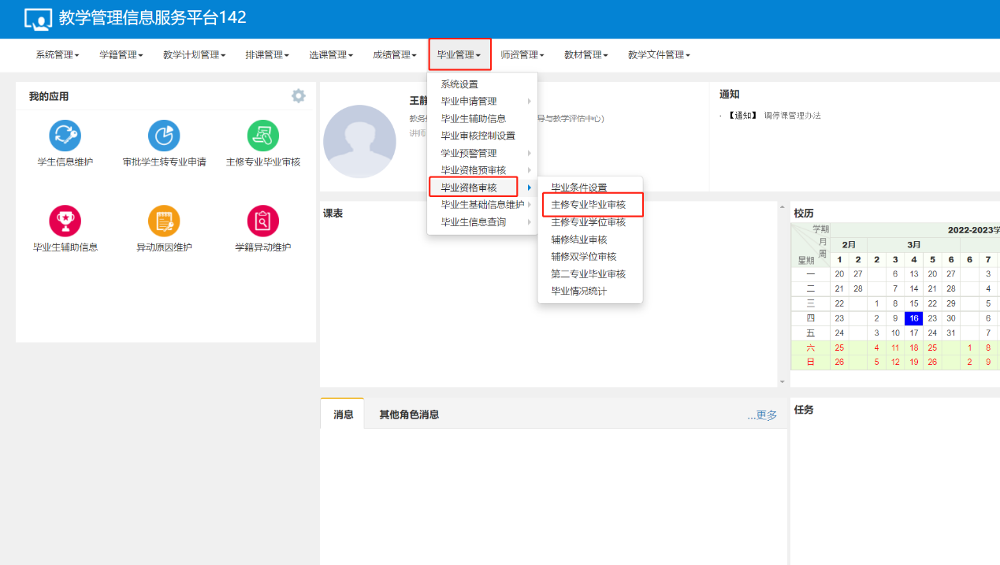 教学管理信息服务平台142
系统管理 学籍管理 教学计划管理 排课管理 选课管理 成绩管理 毕业管理 师资管理 教材管理 教学文件管理
我的应用
学生信息维护 审批学生转专业申请 主修专业毕业审核
毕业生辅助信息 异动原因维护 学籍异动维护
王静
教务 导与教学评估中心)
讲师
系统设置
毕业申请管理
毕业生辅助信息
毕业审核控制设置
学业预警管理
毕业资格预审核
毕业资格审核
毕业生基础信息维护
毕业生信息查询
毕业条件设置
主修专业毕业审核
主修专业学位审核
辅修结业审核
辅修双学位审核
第二专业毕业审核
毕业情况统计
通知
· 【通知】 调停课管理办法
课表
校历
学期 2022-2023学
月 2月 3月
周
星期 1 2 2 3 4 5 6 6 7
一 20 27 6 13 20 27 3
二 21 28 7 14 21 28 4
三 22 1 8 15 22 29 5
四 23 2 9 16 23 30 6
五 24 3 10 17 24 31 7
六 25 4 11 18 25 1 8
日 26 5 12 19 26 2 9
消息 其他角色消息 ...更多
任务